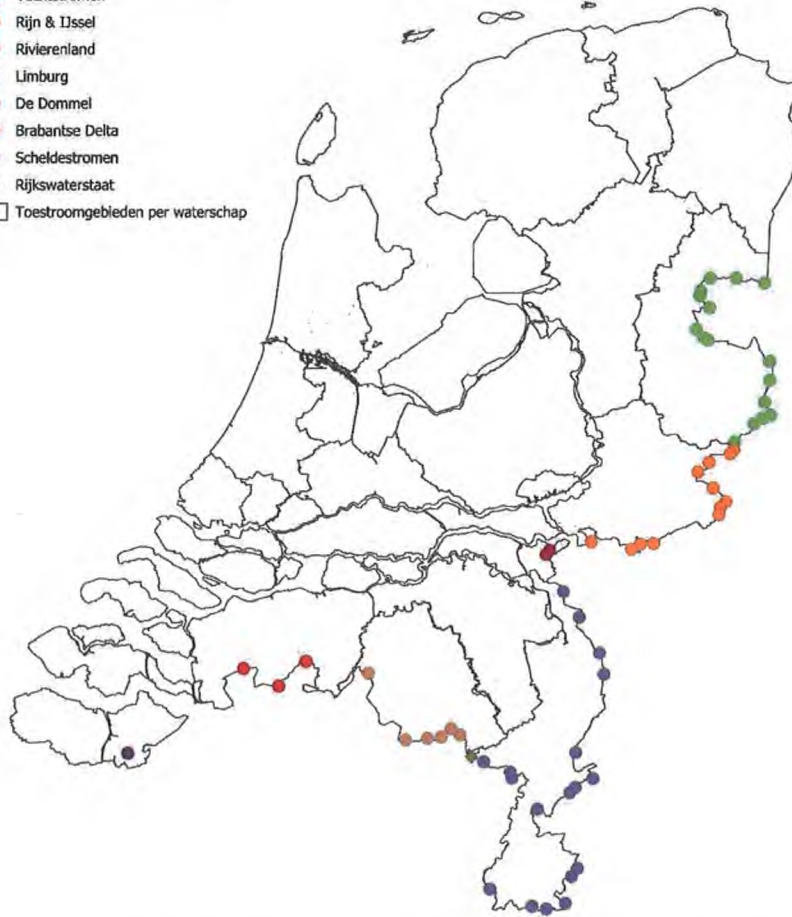 Rijn & IJssel
Rivierenland
Limburg
De Dommel
Brabantse Delta
Scheldestromen
Rijkswaterstaat
Toestroomgebieden per waterschap